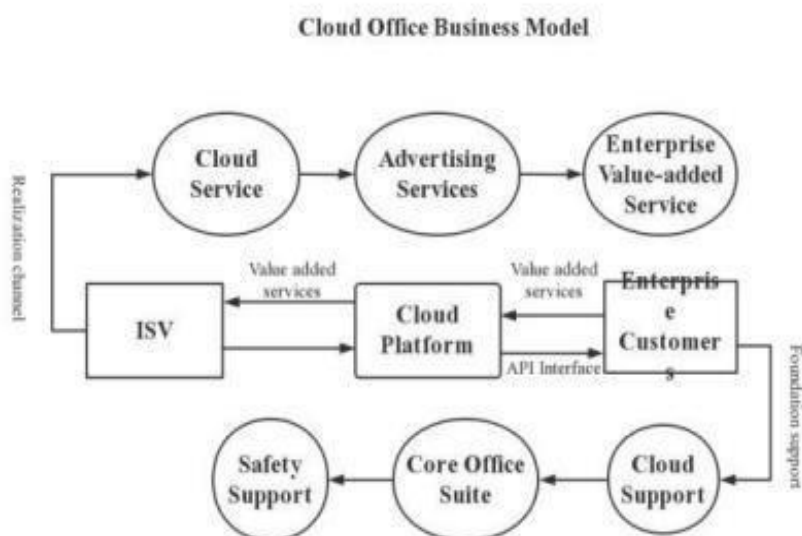 Cloud Office Business Model
Cloud
Service
Advertising
Services
Enterprise
Value-added
Service
Realization channel
Value added
services
Value added
services
ISV
Cloud
Platform
Enterpris
e
Customer
s
API Interface
Foundation support
Safety
Support
Core Office
Suite
Cloud
Support